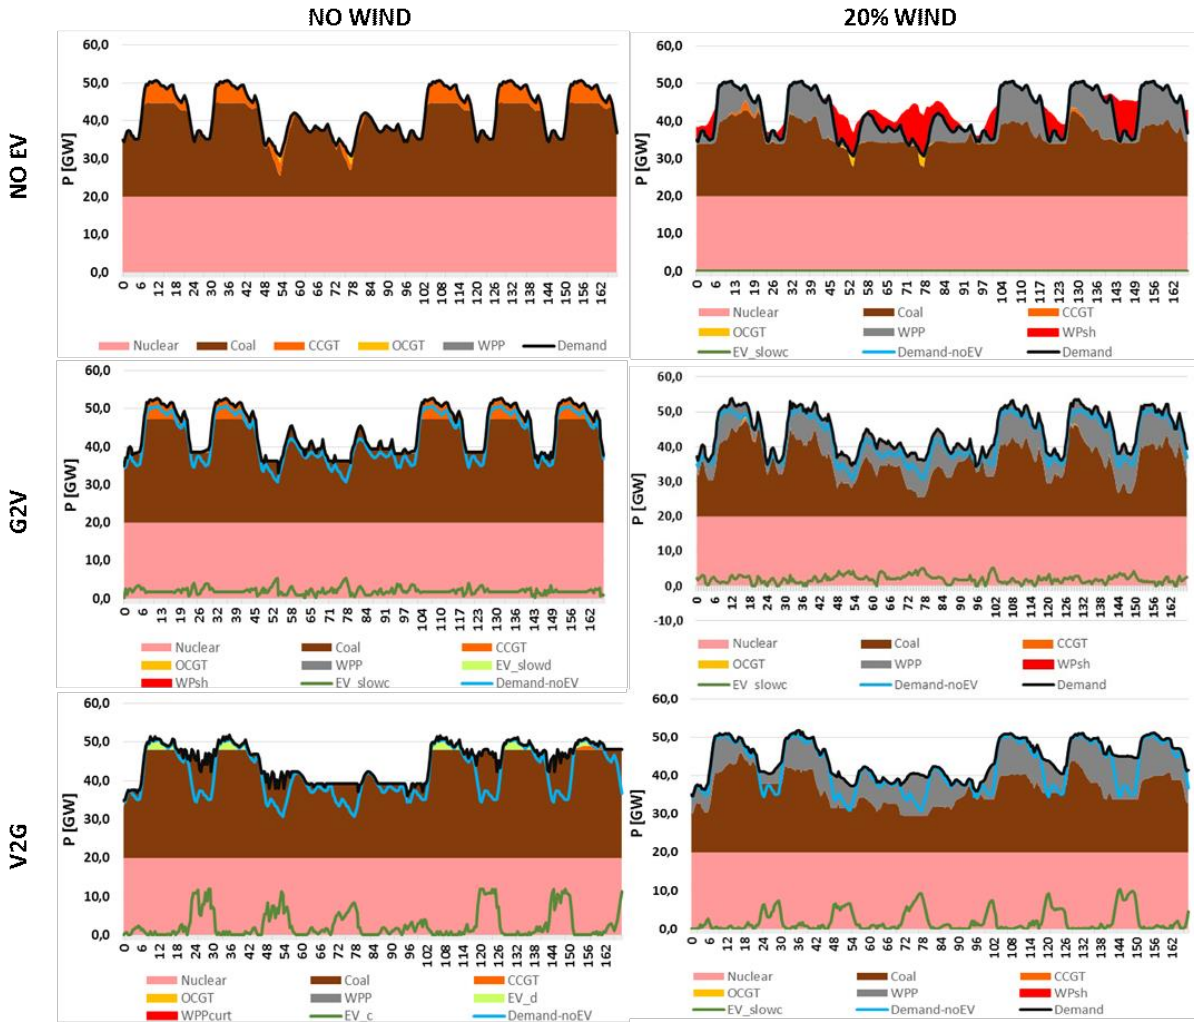 NO WIND
20% WIND
NO EV
P [GW]
60,0
50,0
40,0
30,0
20,0
10,0
0,0
0 6 12 18 24 30 36 42 48 54 58 64 70 78 84 90 96 102 108 114 120 126 132 138 144 150 156 162
Nuclear Coal CCGT OCGT WPP Demand
P [GW]
60,0
50,0
40,0
30,0
20,0
10,0
0,0
0 6 13 19 26 32 39 45 52 58 65 71 78 84 91 97 104 110 117 123 130 136 143 149 156 162
Nuclear Coal CCGT
OCGT WPP WPsh
EV_slowc Demand-noEV Demand
G2V
P [GW]
60,0
50,0
40,0
30,0
20,0
10,0
0,0
0 6 13 19 26 32 39 45 52 58 65 71 78 84 91 97 104 110 117 123 130 136 143 149 156 162
Nuclear Coal CCGT
OCGT WPP EV_slowd
WPsh EV_slowc Demand-noEV
P [GW]
60,0
50,0
40,0
30,0
20,0
10,0
0,0
-10,0
0 6 12 18 24 30 36 42 48 54 60 66 72 78 84 90 96 102 108 114 120 126 132 138 144 150 156 162
Nuclear Coal CCGT
OCGT WPP WPsh
EV_slowc Demand-noEV Demand
V2G
P [GW]
60,0
50,0
40,0
30,0
20,0
10,0
0,0
0 6 12 18 24 30 36 42 48 54 60 66 72 78 84 90 96 102 108 114 120 126 132 138 144 150 156 162
Nuclear Coal CCGT
OCGT WPP EV_d
WPPcurt EV_c Demand-noEV
P [GW]
60,0
50,0
40,0
30,0
20,0
10,0
0,0
0 6 12 18 24 30 36 42 48 54 60 66 72 78 84 90 96 102 108 114 120 126 132 138 144 150 156 162
Nuclear Coal CCGT
OCGT WPP WPsh
EV_slowc Demand-noEV Demand